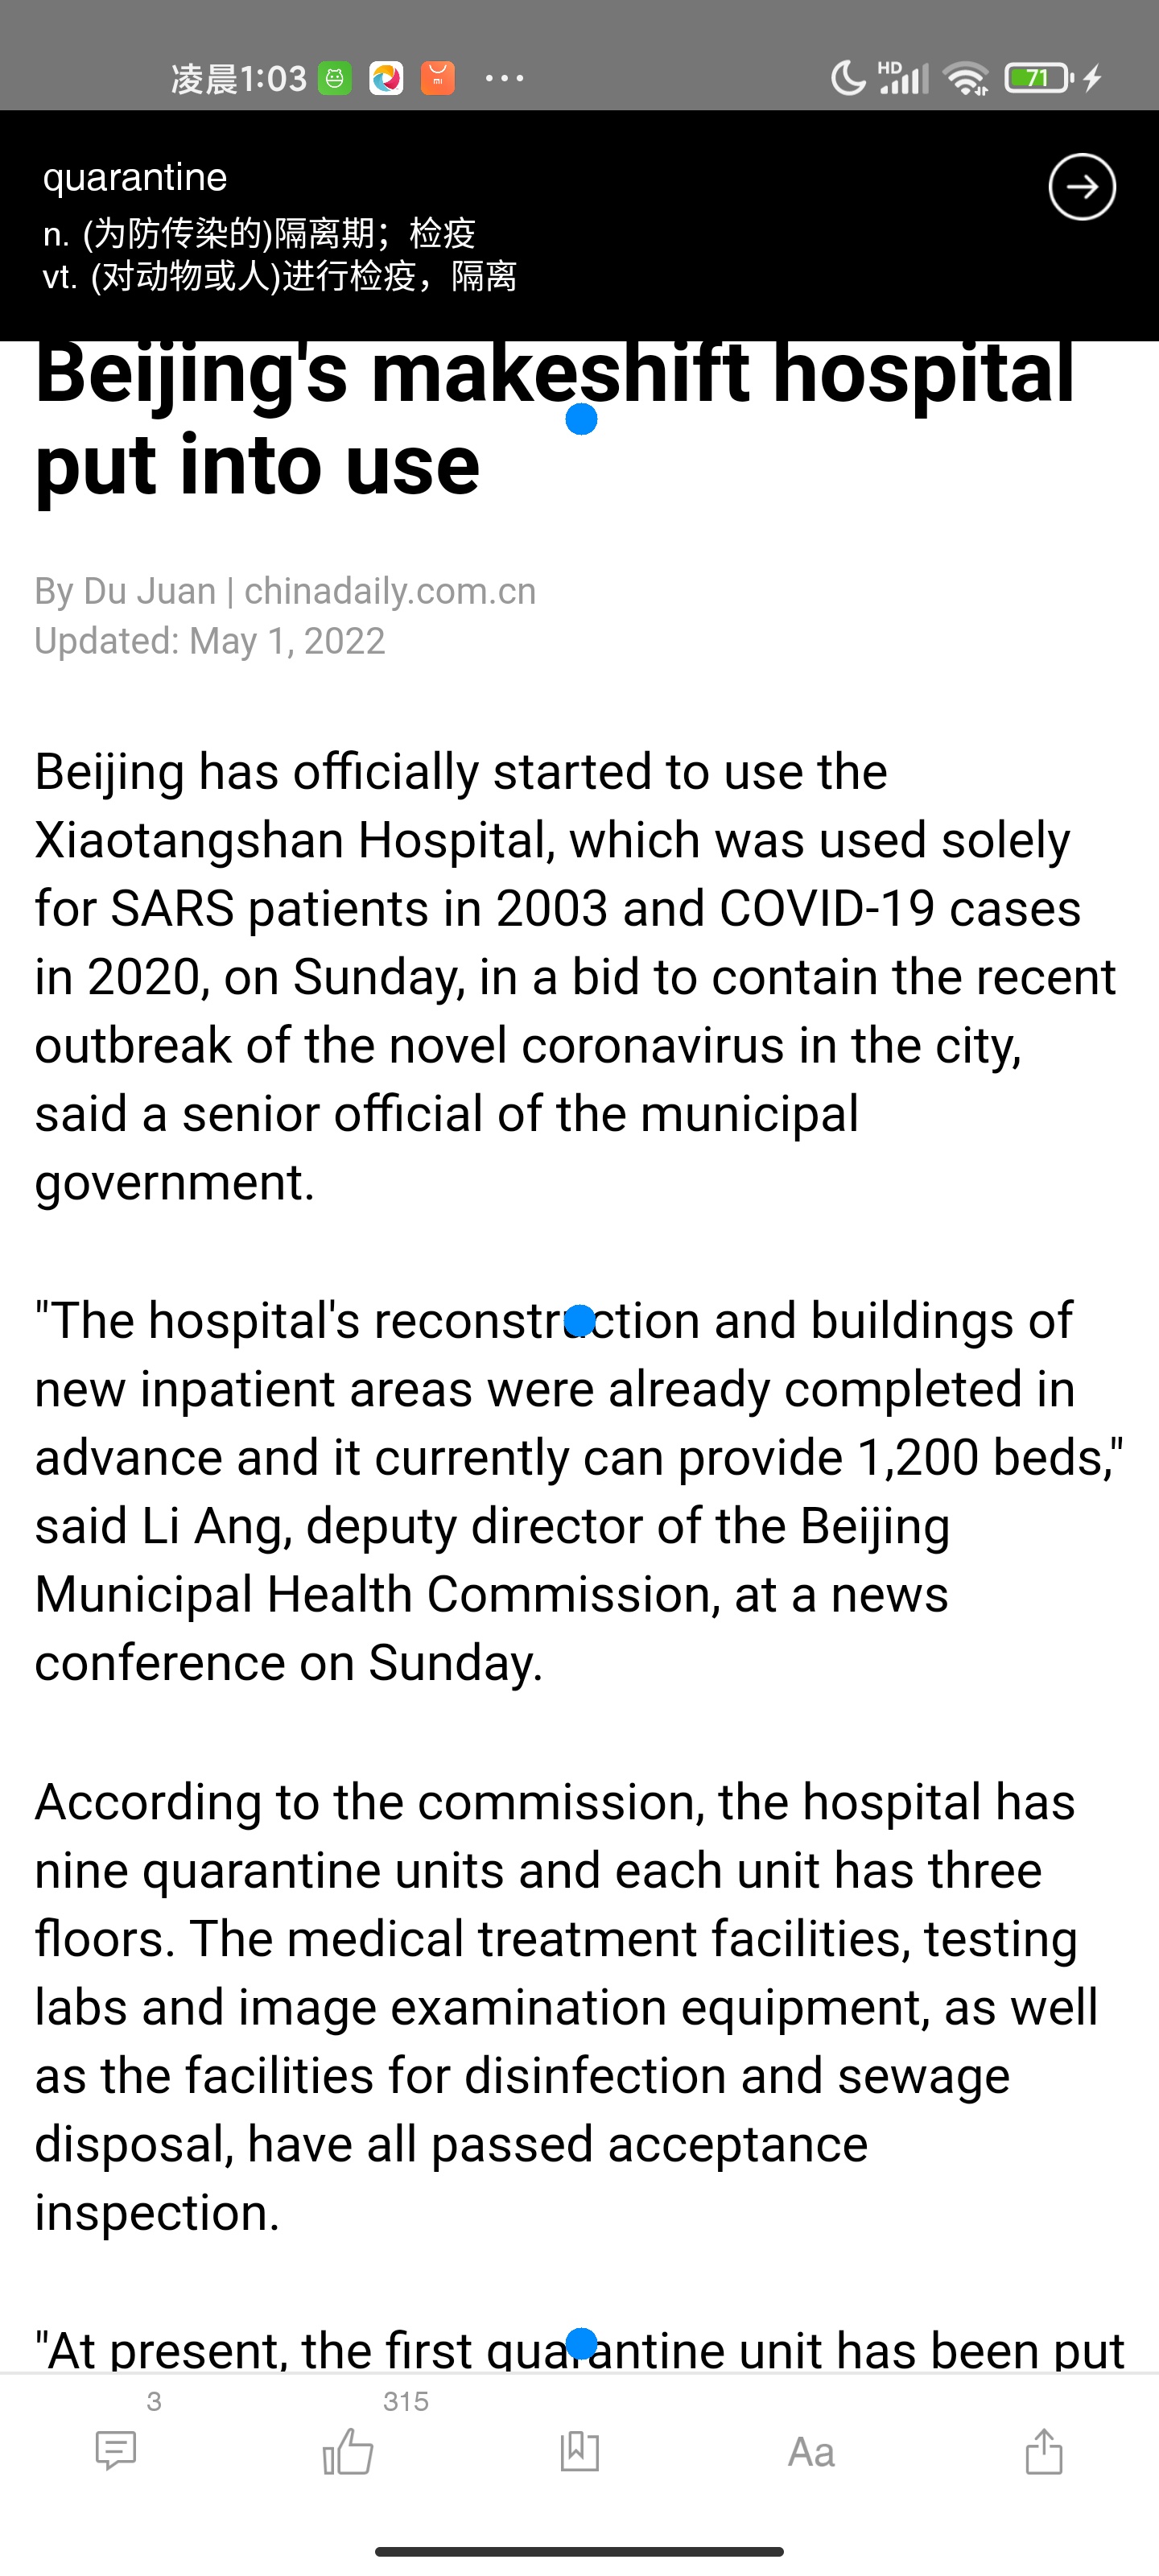 凌晨1:03
HD
71
quarantine
n. (为防传染的)隔离期；检疫
vt. (对动物或人)进行检疫，隔离
Beijing's makeshift hospital
put into use
By Du Juan | chinadaily.com.cn
Updated: May 1, 2022
Beijing has officially started to use the
Xiaotangshan Hospital, which was used solely
for SARS patients in 2003 and COVID-19 cases
in 2020, on Sunday, in a bid to contain the recent
outbreak of the novel coronavirus in the city,
said a senior official of the municipal
government.
"The hospital's reconstruction and buildings of
new inpatient areas were already completed in
advance and it currently can provide 1,200 beds,"
said Li Ang, deputy director of the Beijing
Municipal Health Commission, at a news
conference on Sunday.
According to the commission, the hospital has
nine quarantine units and each unit has three
floors. The medical treatment facilities, testing
labs and image examination equipment, as well
as the facilities for disinfection and sewage
disposal, have all passed acceptance
inspection.
"At present, the first quarantine unit has been put
3
315
Aa